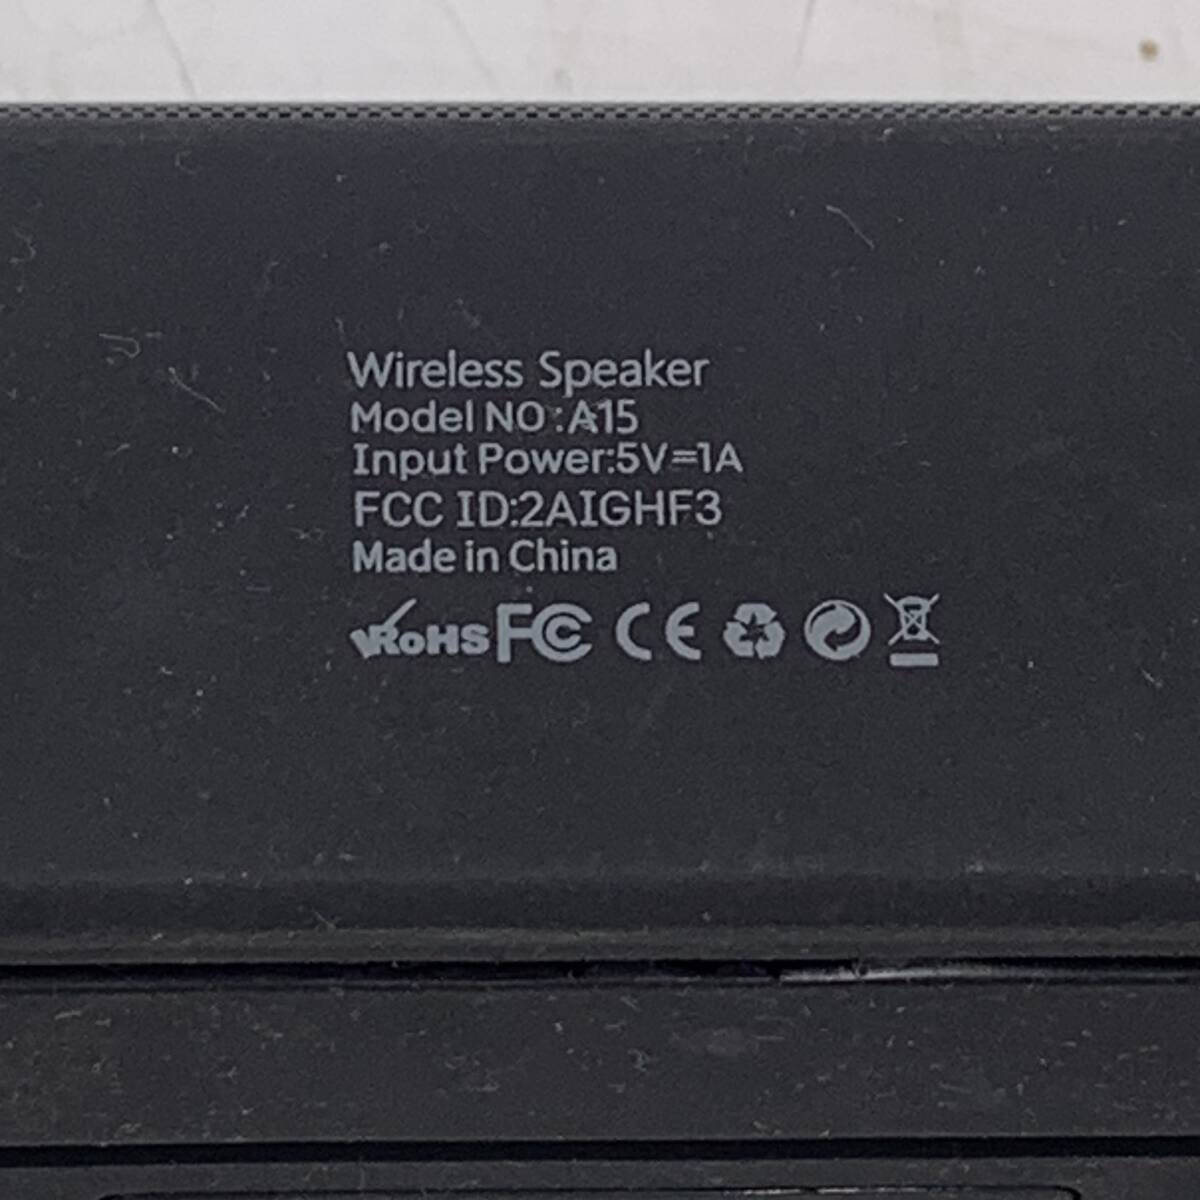 Wireless Speaker
Model NO:A15
Input Power:5V=1A
FCC ID:2AIGHF3
Made in China
RoHS FC CE